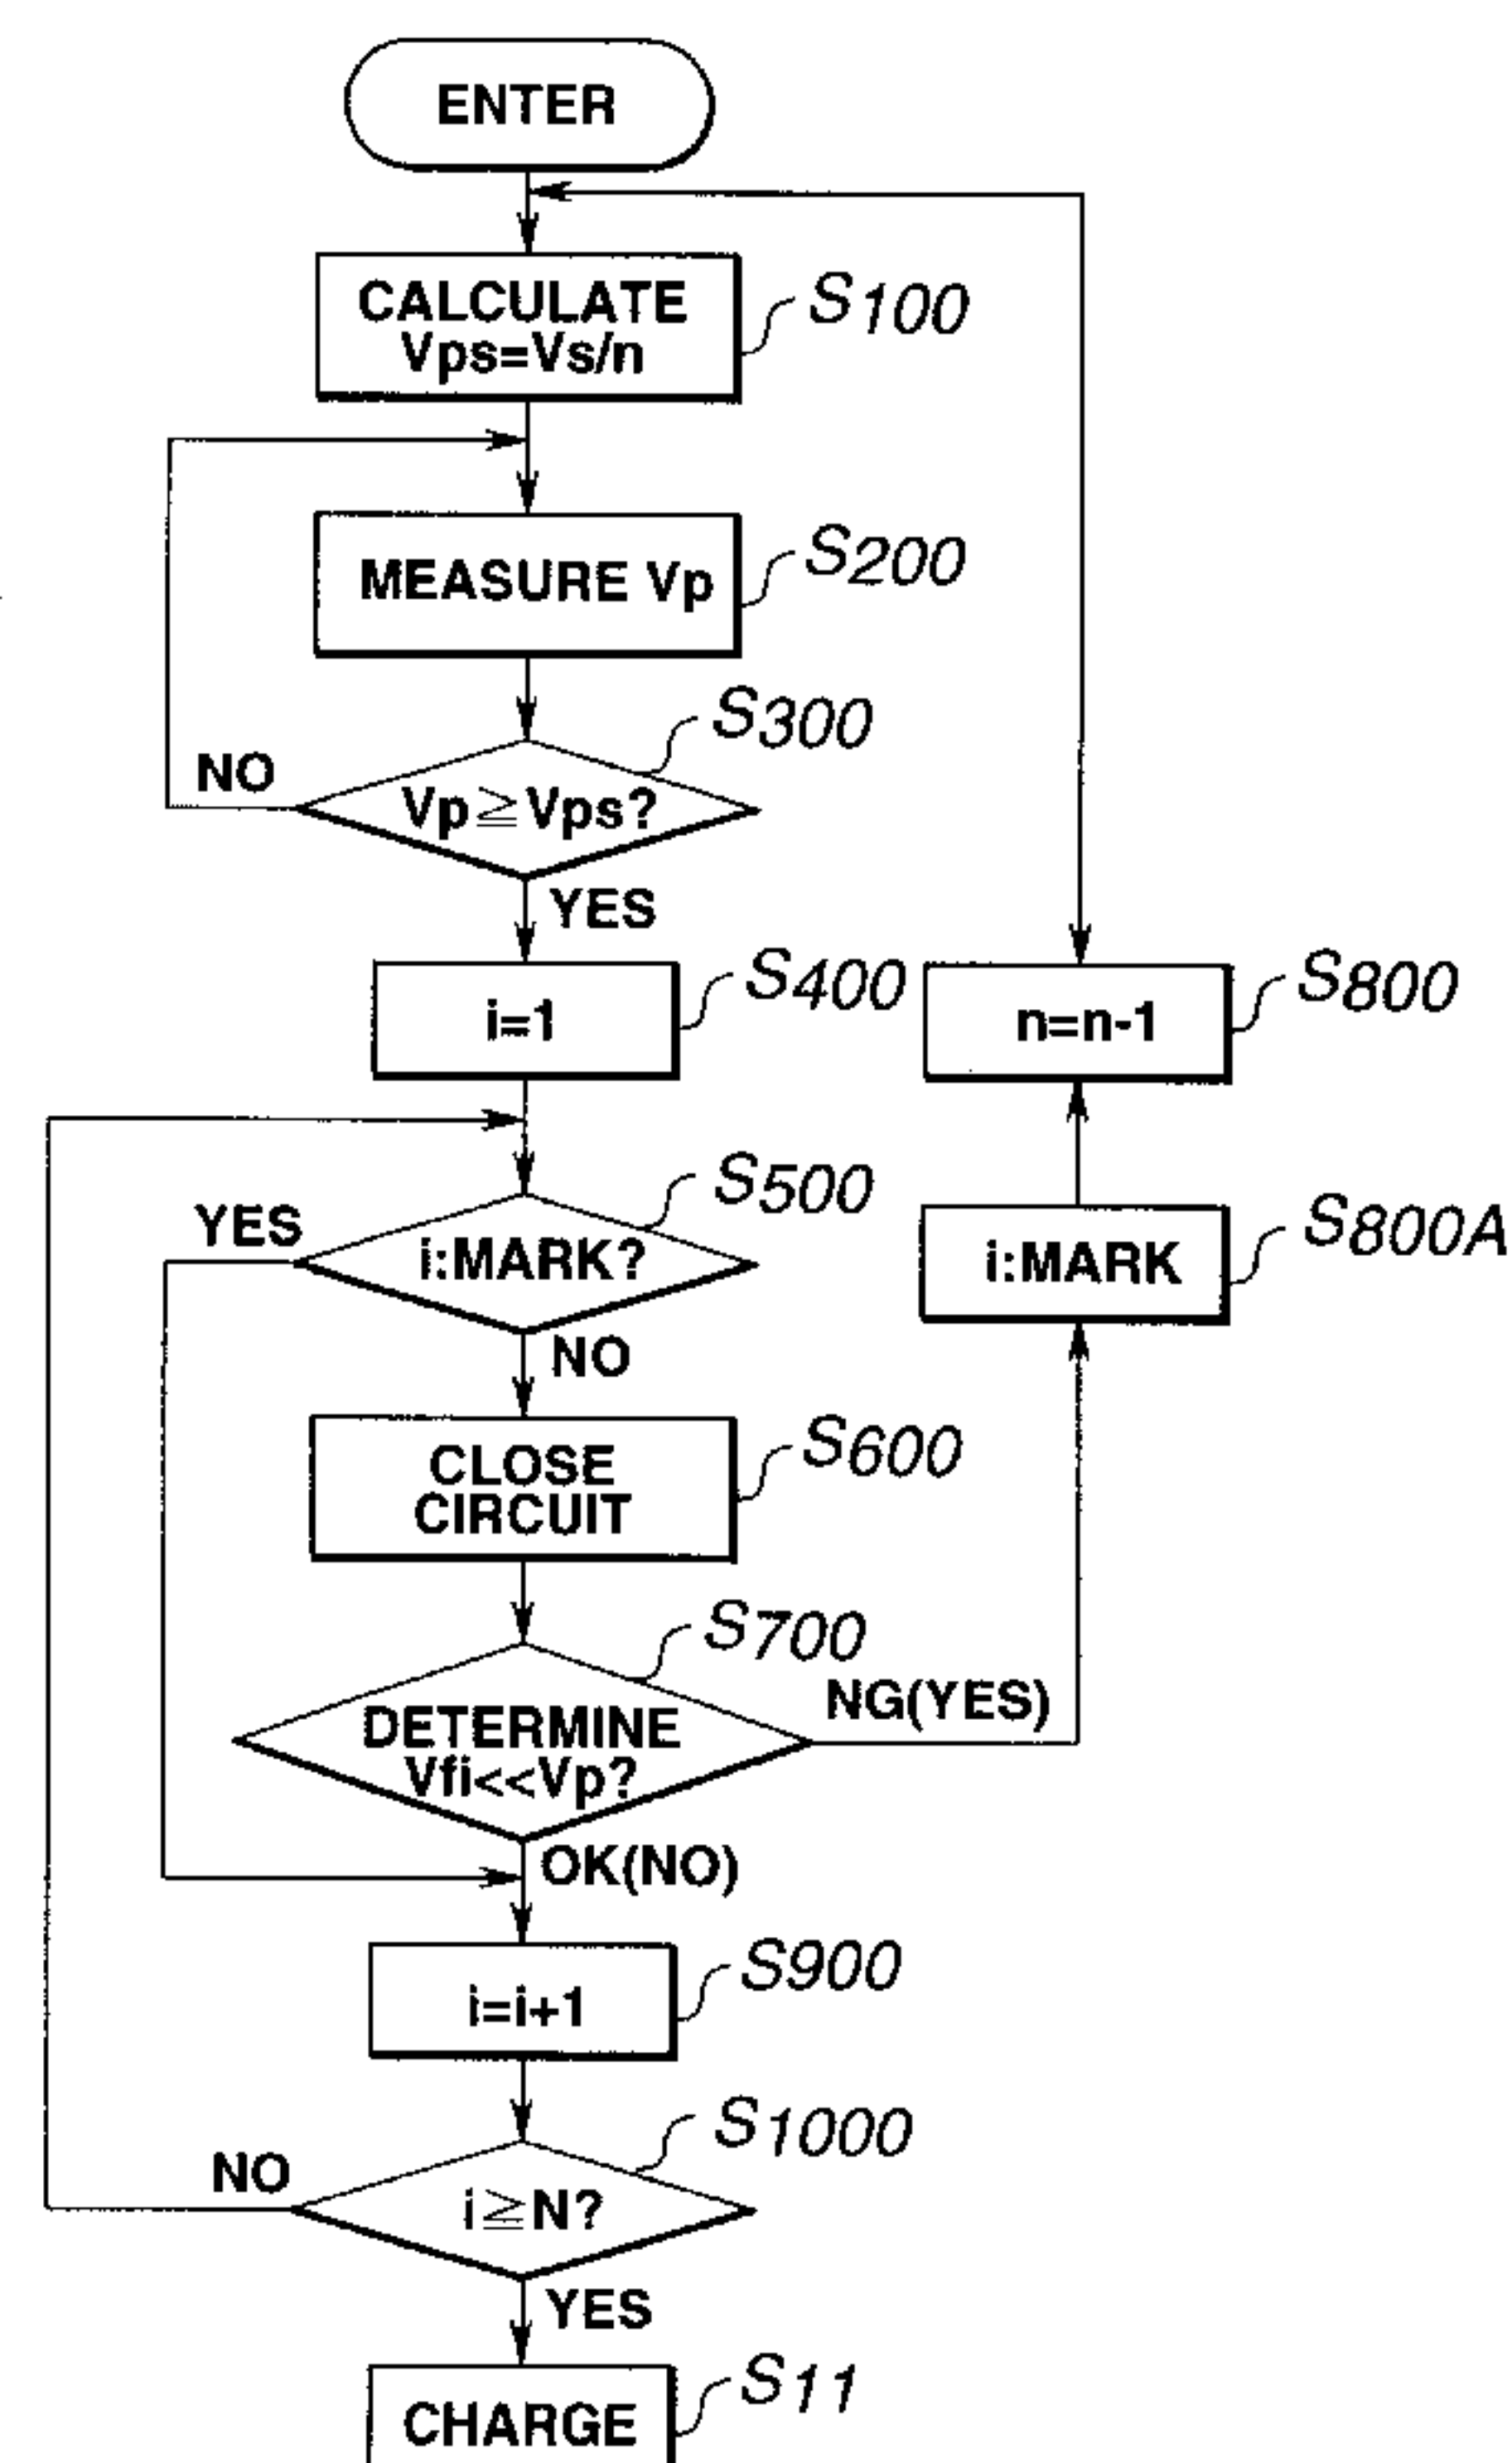 ENTER
CALCULATE
Vps=Vs/n
S100
MEASURE Vp
S200
S300
NO
Vp≧Vps?
YES
S400
i=1
S800
n=n-1
S500
YES
i:MARK?
S800A
i:MARK
NO
CLOSE
CIRCUIT
S600
S700
DETERMINE
Vfi<<Vp?
NG(YES)
OK(NO)
S900
i=i+1
S1000
NO
i≧N?
YES
S11
CHARGE